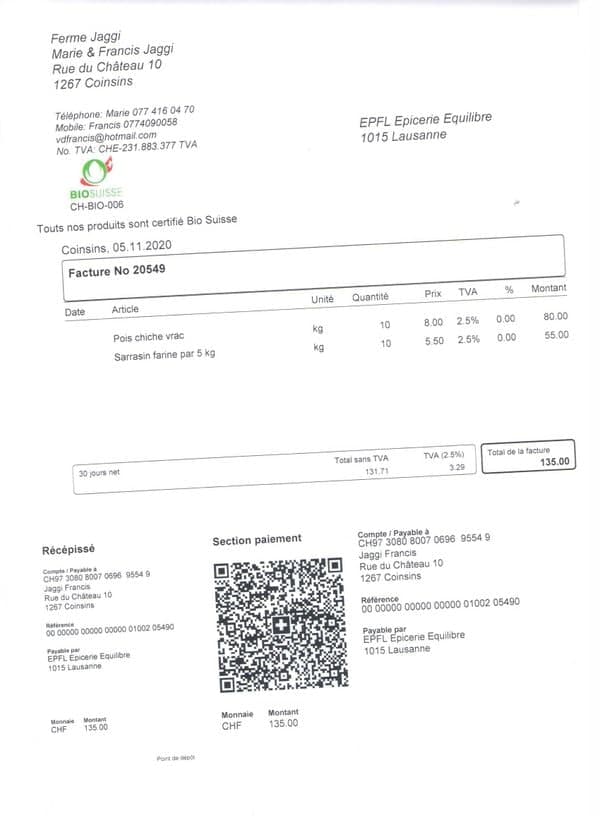 Ferme Jaggi
Marie & Francis Jaggi
Rue du Château 10
1267 Coinsins
Téléphone: Marie 077 416 04 70
Mobile: Francis 0774090058
vdfrancis@hotmail.com
No. TVA: CHE-231.883.377 TVA
EPFL Epicerie Equilibre
1015 Lausanne
BIOSUISSE
CH-BIO-006
Touts nos produits sont certifié Bio Suisse
Coinsins, 05.11.2020
Facture No 20549
Date Article Unité Quantité Prix TVA % Montant
Pois chiche vrac kg 10 8.00 2.5% 0.00 80.00
Sarrasin farine par 5 kg kg 10 5.50 2.5% 0.00 55.00
30 jours net
Total sans TVA TVA (2.5%) Total de la facture
131.71 3.29 135.00
Récépissé
Compte / Payable à
CH97 3080 8007 0696 9554 9
Jaggi Francis
Rue du Château 10
1267 Coinsins
Référence
00 00000 00000 00000 01002 05490
Payable par
EPFL Epicerie Equilibre
1015 Lausanne
Monnaie Montant
CHF 135.00
Section paiement
Monnaie Montant
CHF 135.00
Compte / Payable à
CH97 3080 8007 0696 9554 9
Jaggi Francis
Rue du Château 10
1267 Coinsins
Référence
00 00000 00000 00000 01002 05490
Payable par
EPFL Epicerie Equilibre
1015 Lausanne
Point de dépôt